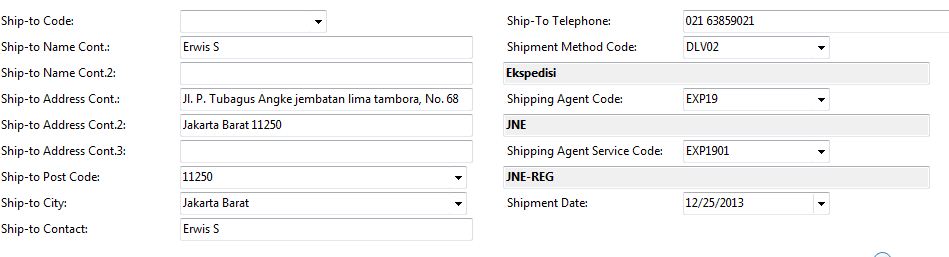 Ship-to Code:
Ship-to Name Cont.: Erwis S
Ship-to Name Cont.2:
Ship-to Address Cont.: Jl. P. Tubagus Angke jembatan lima tambora, No. 68
Ship-to Address Cont.2: Jakarta Barat 11250
Ship-to Address Cont.3:
Ship-to Post Code: 11250
Ship-to City: Jakarta Barat
Ship-to Contact: Erwis S
Ship-To Telephone: 021 63859021
Shipment Method Code: DLV02
Ekspedisi
Shipping Agent Code: EXP19
JNE
Shipping Agent Service Code: EXP1901
JNE-REG
Shipment Date: 12/25/2013